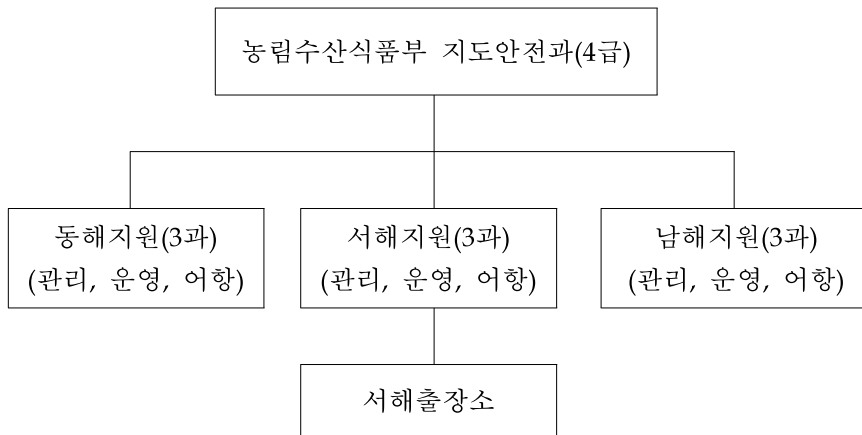 농림수산식품부 지도안전과(4급)
동해지원(3과)
(관리, 운영, 어항)
서해지원(3과)
(관리, 운영, 어항)
남해지원(3과)
(관리, 운영, 어항)
서해출장소